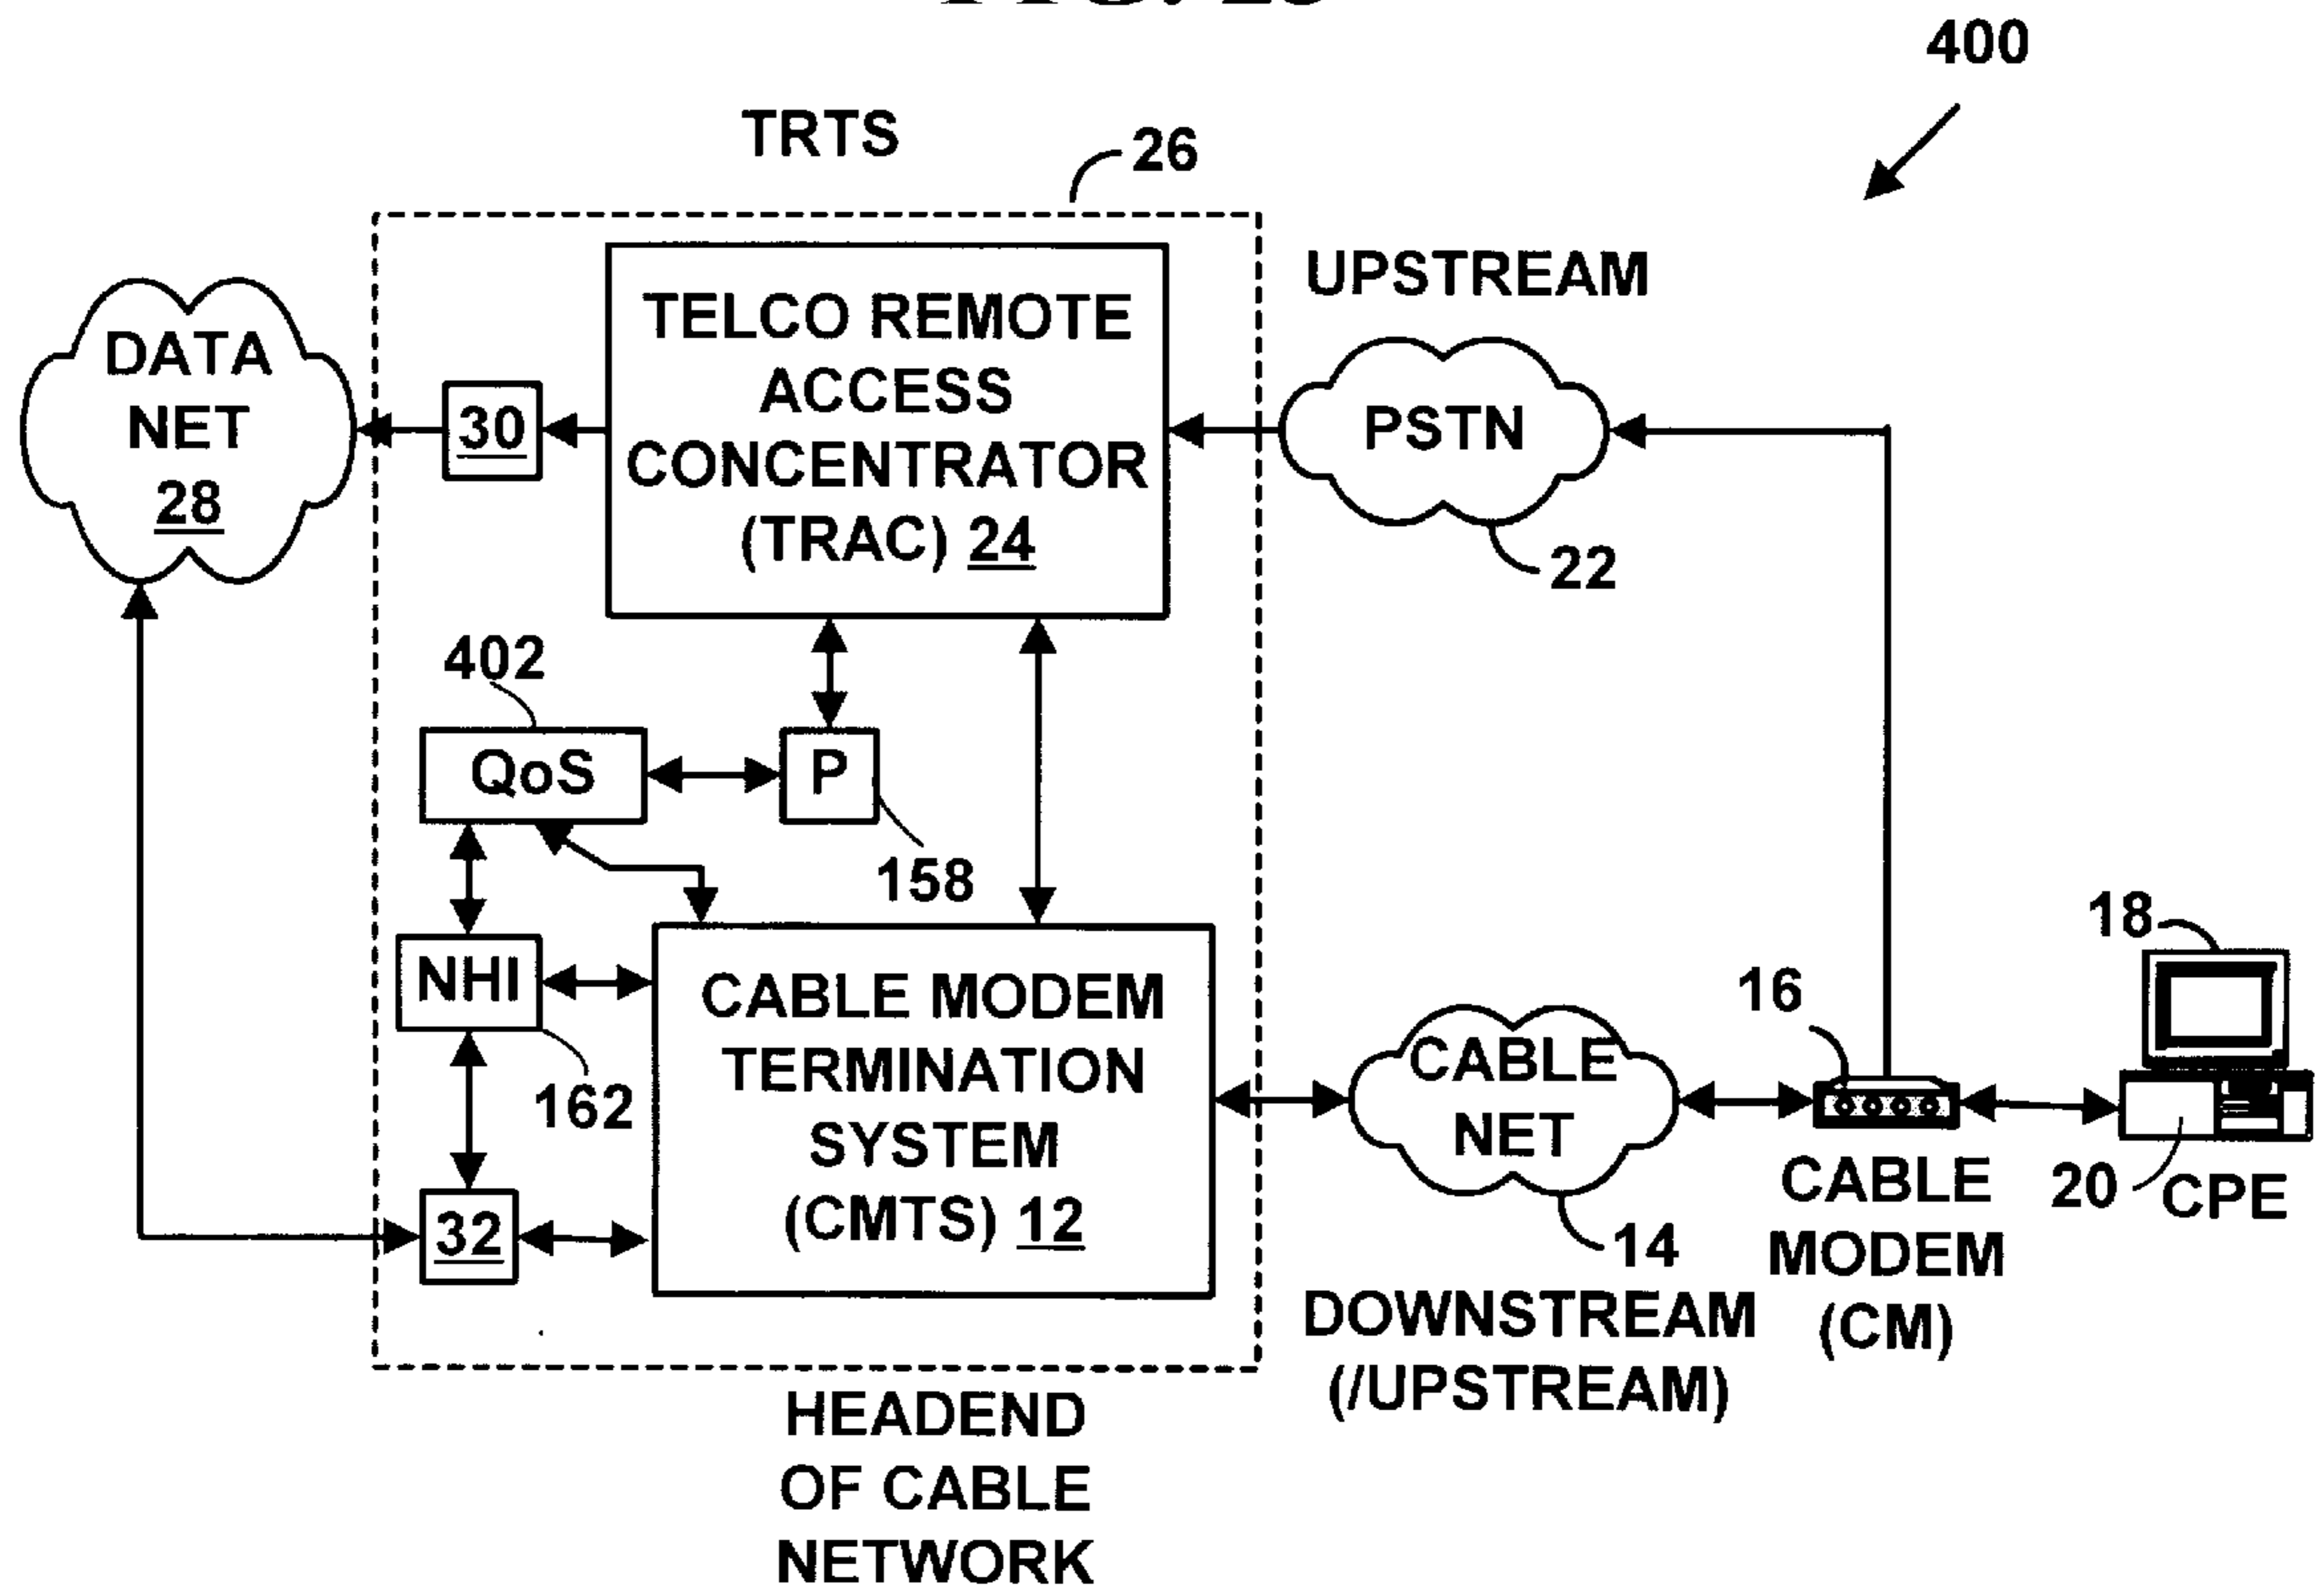 400
TRTS
26
UPSTREAM
DATA
NET
28
30
TELCO REMOTE
ACCESS
CONCENTRATOR
(TRAC) 24
PSTN
22
402
QoS
P
158
NHI
162
32
CABLE MODEM
TERMINATION
SYSTEM
(CMTS) 12
CABLE
NET
14
DOWNSTREAM
(/UPSTREAM)
16
CABLE
MODEM
(CM)
18
20
CPE
HEADEND
OF CABLE
NETWORK